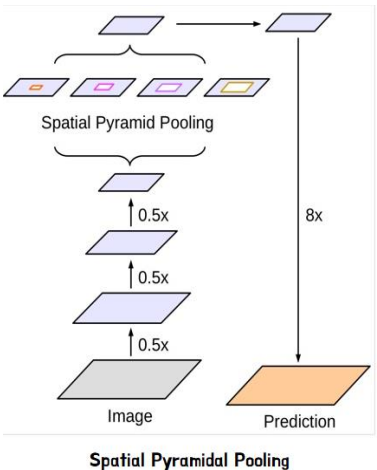 Spatial Pyramid Pooling
0.5x
8x
0.5x
0.5x
Image
Prediction
Spatial Pyramidal Pooling